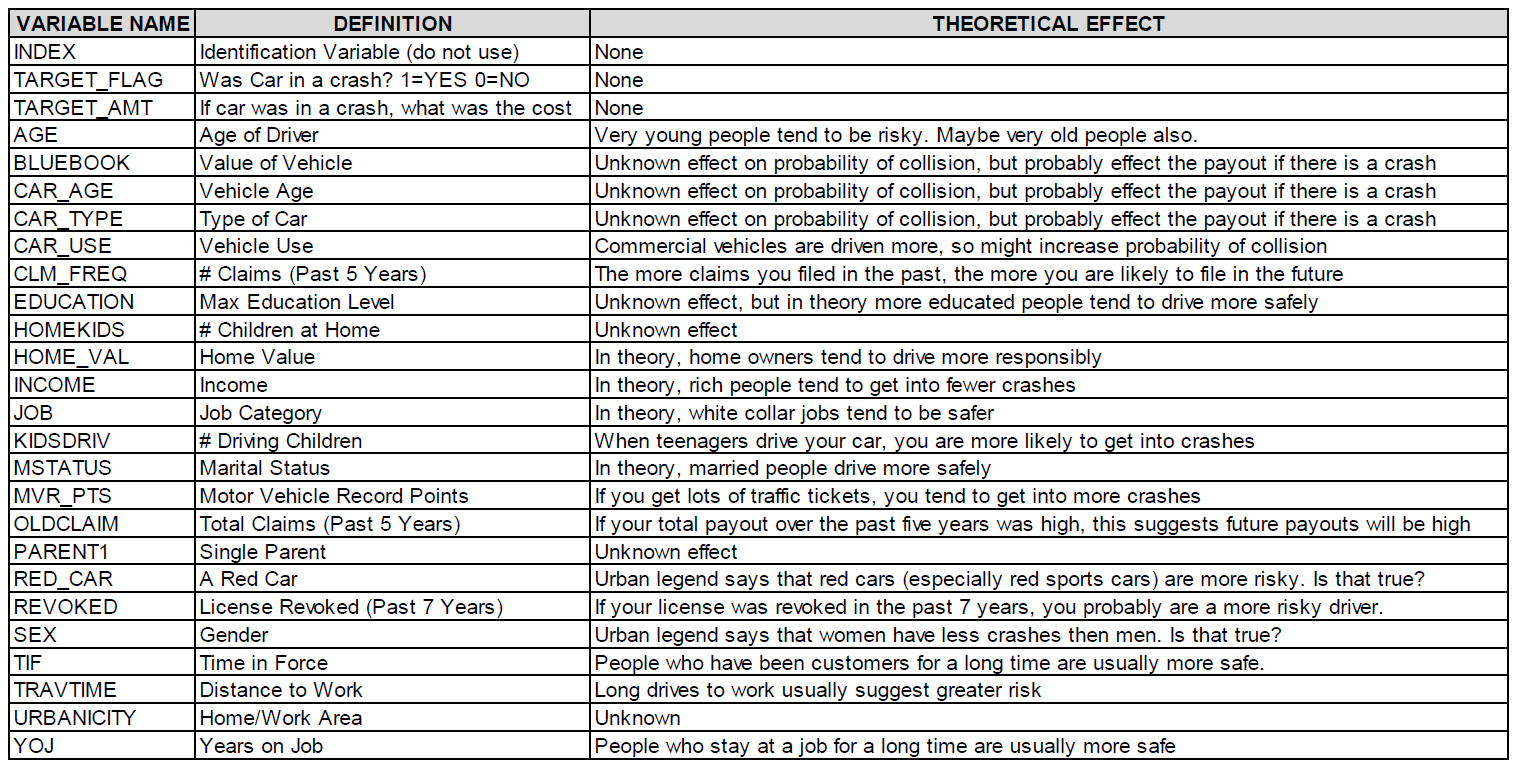 VARIABLE NAME DEFINITION THEORETICAL EFFECT
INDEX Identification Variable (do not use) None
TARGET_FLAG Was Car in a crash? 1=YES 0=NO None
TARGET_AMT If car was in a crash, what was the cost None
AGE Age of Driver Very young people tend to be risky. Maybe very old people also.
BLUEBOOK Value of Vehicle Unknown effect on probability of collision, but probably effect the payout if there is a crash
CAR_AGE Vehicle Age Unknown effect on probability of collision, but probably effect the payout if there is a crash
CAR_TYPE Type of Car Unknown effect on probability of collision, but probably effect the payout if there is a crash
CAR_USE Vehicle Use Commercial vehicles are driven more, so might increase probability of collision
CLM_FREQ # Claims (Past 5 Years) The more claims you filed in the past, the more you are likely to file in the future
EDUCATION Max Education Level Unknown effect, but in theory more educated people tend to drive more safely
HOMEKIDS # Children at Home Unknown effect
HOME_VAL Home Value In theory, home owners tend to drive more responsibly
INCOME Income In theory, rich people tend to get into fewer crashes
JOB Job Category In theory, white collar jobs tend to be safer
KIDSDRIV # Driving Children When teenagers drive your car, you are more likely to get into crashes
MSTATUS Marital Status In theory, married people drive more safely
MVR_PTS Motor Vehicle Record Points If you get lots of traffic tickets, you tend to get into more crashes
OLDCLAIM Total Claims (Past 5 Years) If your total payout over the past five years was high, this suggests future payouts will be high
PARENT1 Single Parent Unknown effect
RED_CAR A Red Car Urban legend says that red cars (especially red sports cars) are more risky. Is that true?
REVOKED License Revoked (Past 7 Years) If your license was revoked in the past 7 years, you probably are a more risky driver.
SEX Gender Urban legend says that women have less crashes then men. Is that true?
TIF Time in Force People who have been customers for a long time are usually more safe.
TRAVTIME Distance to Work Long drives to work usually suggest greater risk
URBANICITY Home/Work Area Unknown
YOJ Years on Job People who stay at a job for a long time are usually more safe